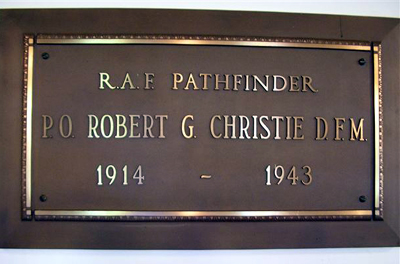 R.A.F. PATHFINDER
P.O. ROBERT G. CHRISTIE D.F.M.
1914 - 1943